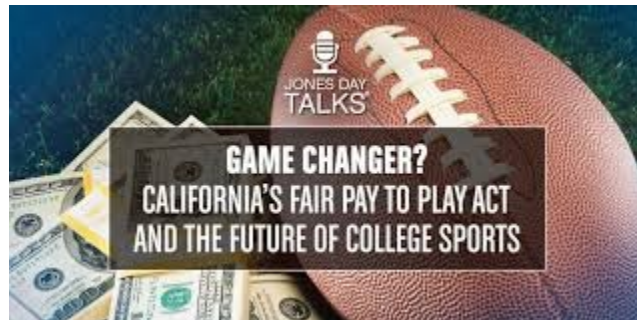 JONES DAY
TALKS®
GAME CHANGER?
CALIFORNIA'S FAIR PAY TO PLAY ACT
AND THE FUTURE OF COLLEGE SPORTS